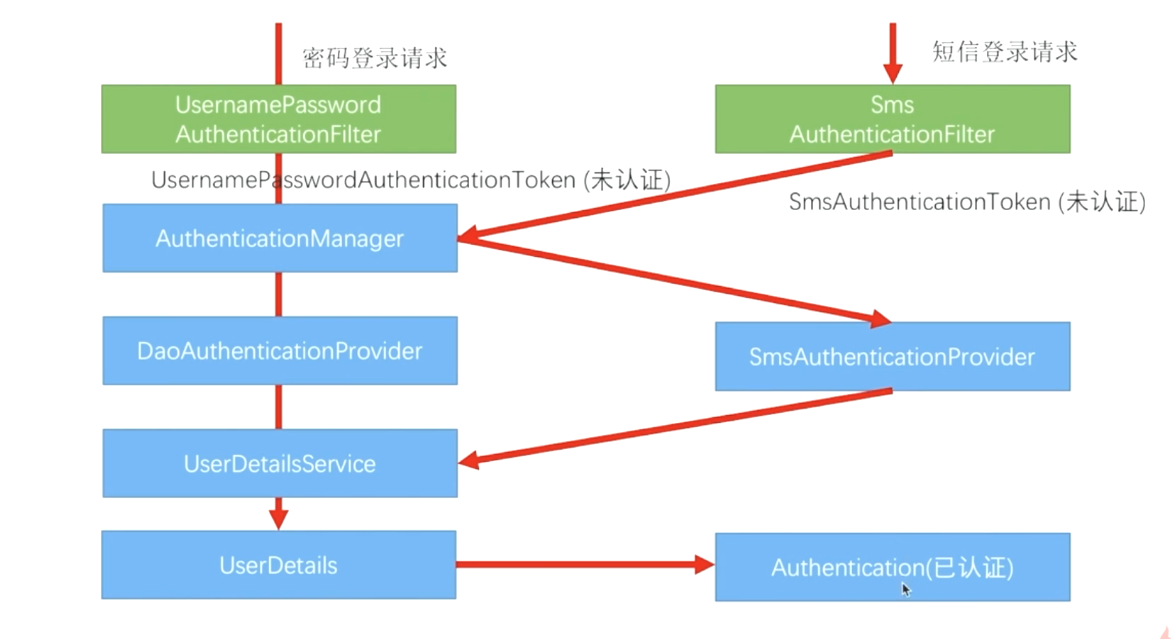 密码登录请求
短信登录请求
UsernamePassword
AuthenticationFilter
Sms
AuthenticationFilter
UsernamePasswordAuthenticationToken (未认证)
SmsAuthenticationToken (未认证)
AuthenticationManager
DaoAuthenticationProvider
SmsAuthenticationProvider
UserDetailsService
UserDetails
Authentication(已认证)